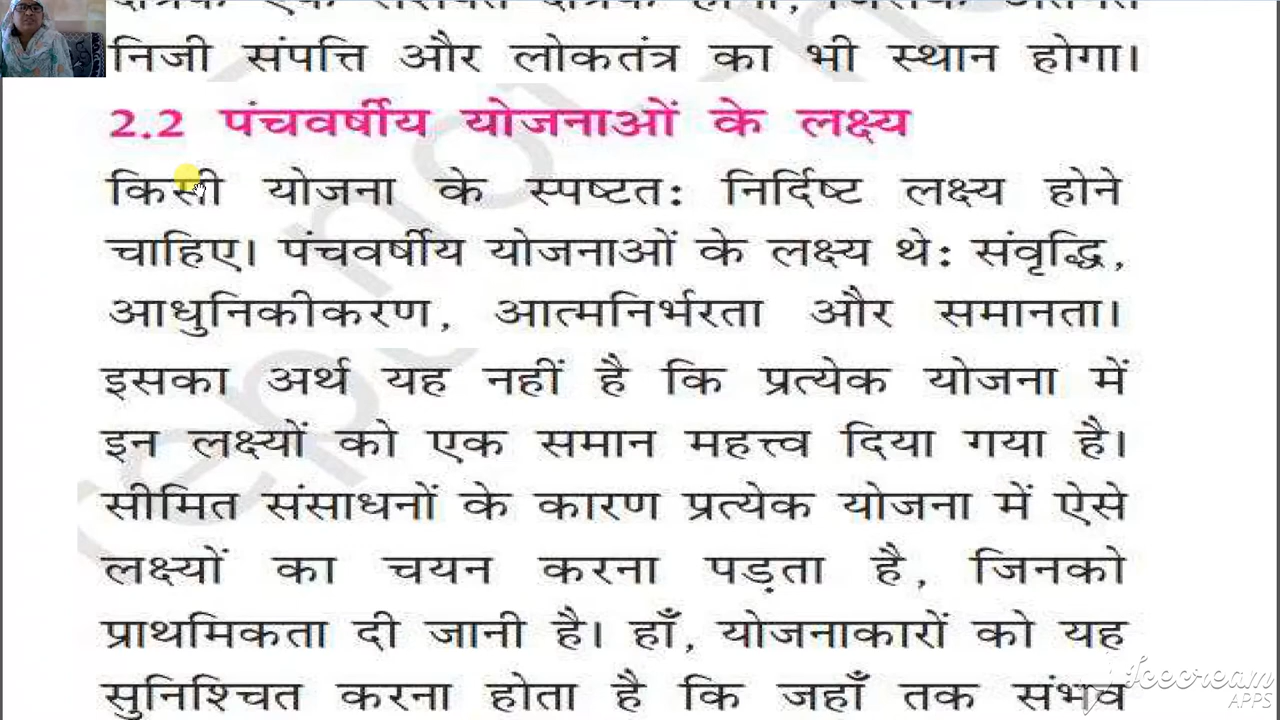 निजी संपत्ति और लोकतंत्र का भी स्थान होगा।
2.2 पंचवर्षीय योजनाओं के लक्ष्य
किसी योजना के स्पष्टत: निर्दिष्ट लक्ष्य होने
चाहिए। पंचवर्षीय योजनाओं के लक्ष्य थे: संवृद्धि,
आधुनिकीकरण, आत्मनिर्भरता और समानता।
इसका अर्थ यह नहीं है कि प्रत्येक योजना में
इन लक्ष्यों को एक समान महत्त्व दिया गया है।
सीमित संसाधनों के कारण प्रत्येक योजना में ऐसे
लक्ष्यों का चयन करना पड़ता है, जिनको
प्राथमिकता दी जानी है। हाँ, योजनाकारों को यह
सुनिश्चित करना होता है कि जहाँ तक संभव
Icecream
APPS